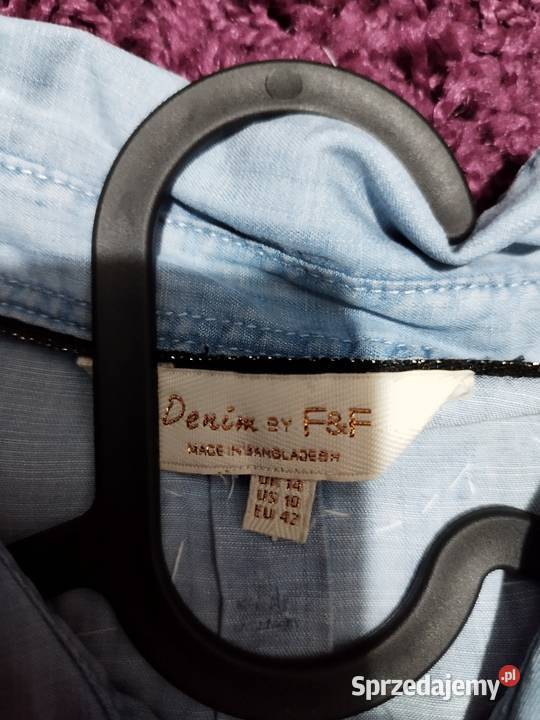 Denim BY F&F
MADE IN BANGLADESH
UK 14
US 10
EU 42
Sprzedajemy.pl